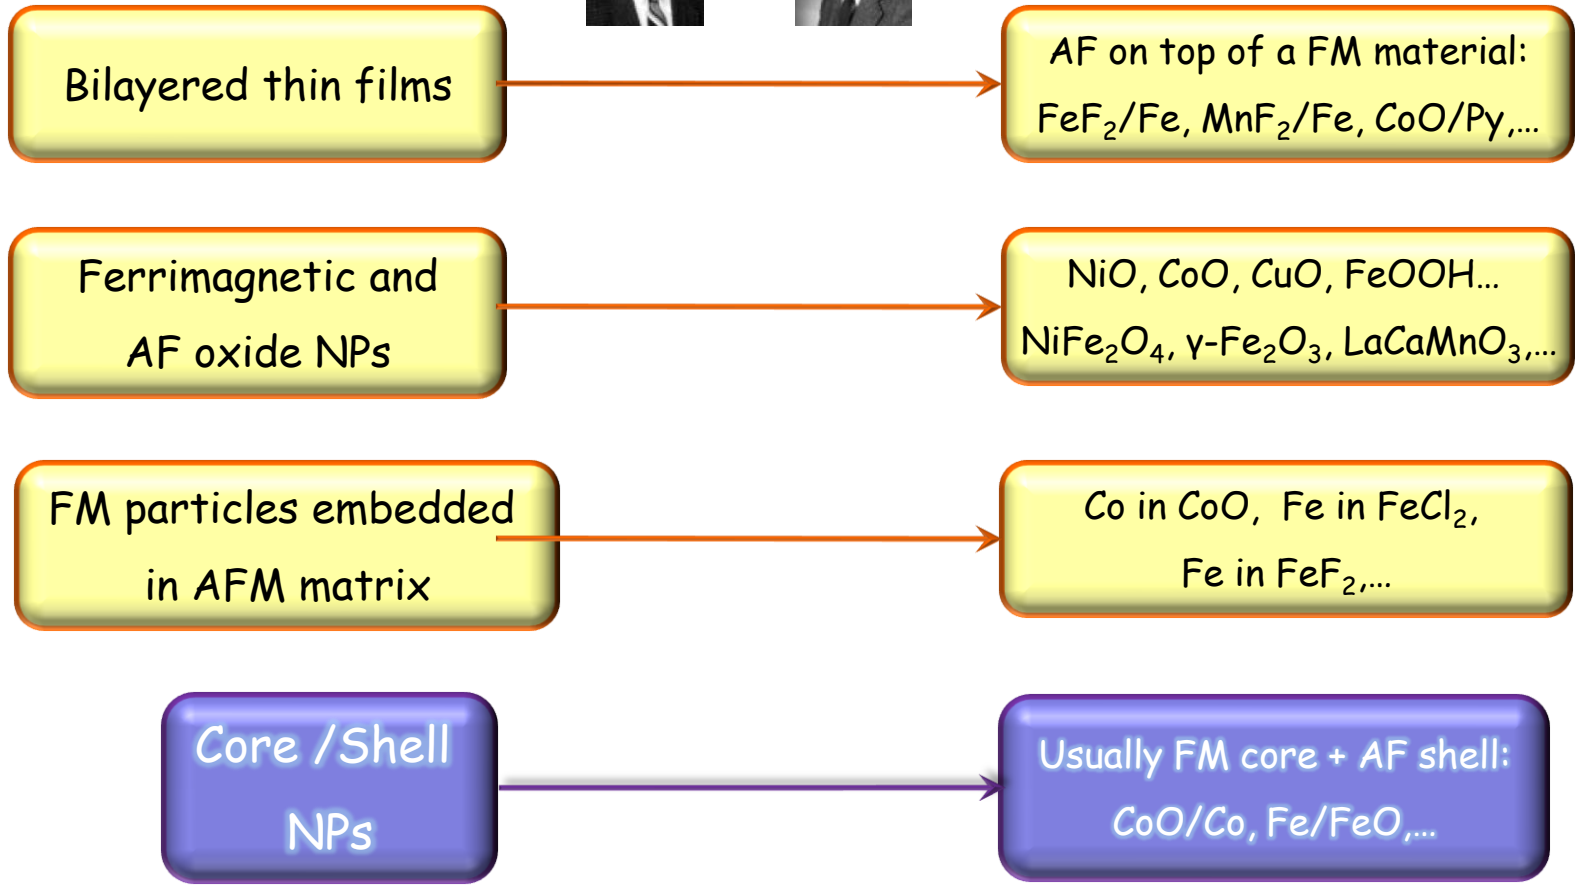 Bilayered thin films
AF on top of a FM material:
FeF₂/Fe, MnF₂/Fe, CoO/Py,...
Ferrimagnetic and
AF oxide NPs
NiO, CoO, CuO, FeOOH...
NiFe₂O₄, γ-Fe₂O₃, LaCaMnO₃,...
FM particles embedded
in AFM matrix
Co in CoO, Fe in FeCl₂,
Fe in FeF₂,...
Core /Shell
NPs
Usually FM core + AF shell:
CoO/Co, Fe/FeO,...